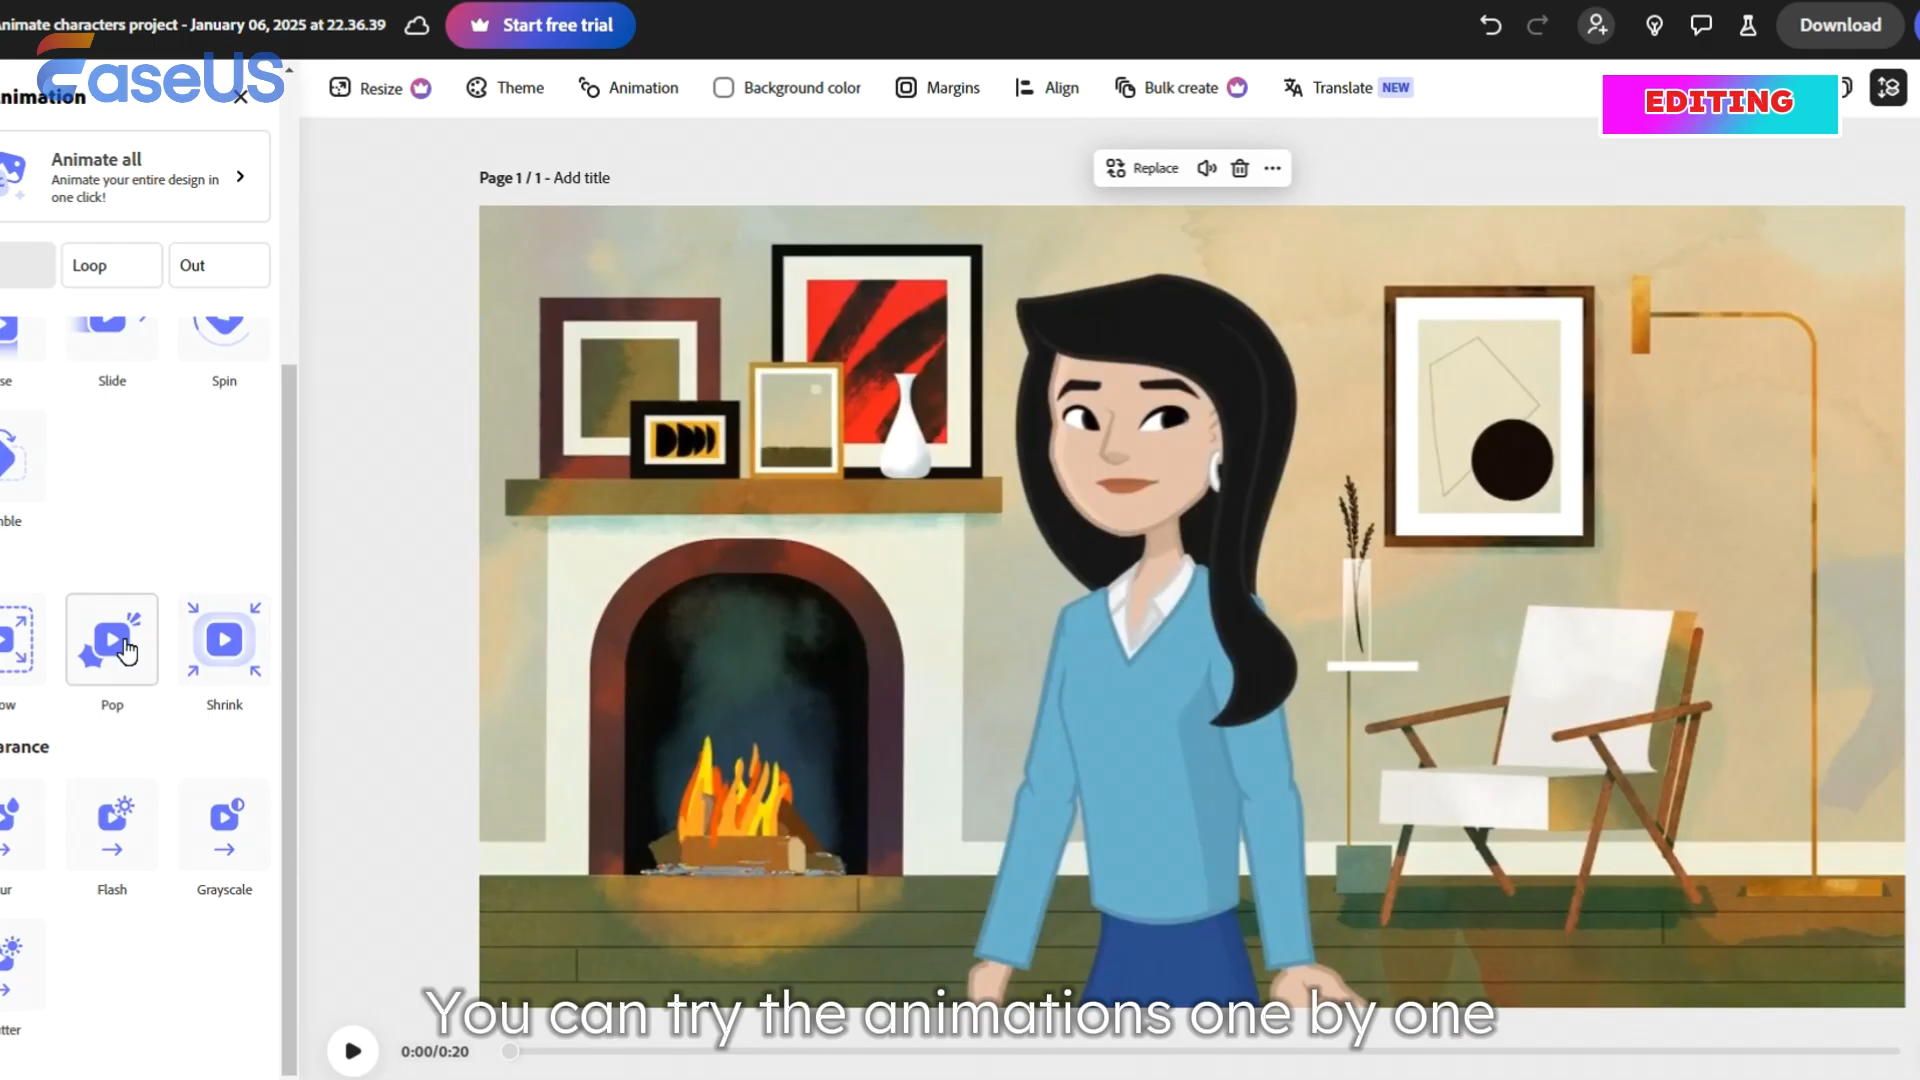 nimate characters project - January 06, 2025 at 22.36.39
Start free trial
Download
EaseUS
nimation
Resize
Theme
Animation
Background color
Margins
Align
Bulk create
Translate
NEW
EDITING
Animate all
Animate your entire design in
one click!
Loop
Out
Page 1 / 1 - Add title
Replace
se
Slide
Spin
ble
ow
Pop
Shrink
arance
ur
Flash
Grayscale
tter
You can try the animations one by one
0:00/0:20